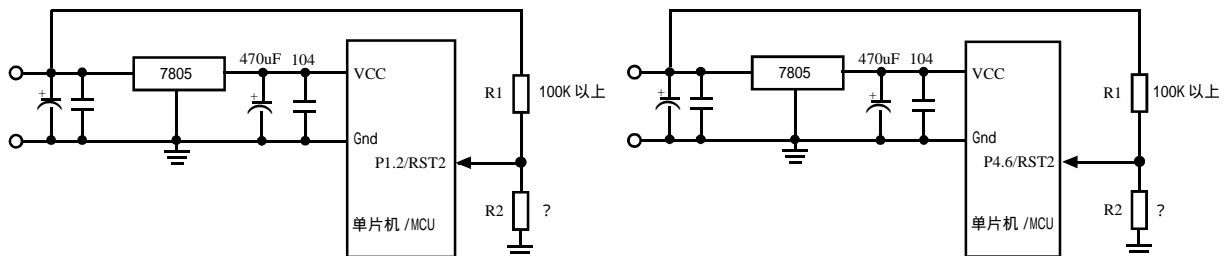 7805
470uF 104
VCC
R1
100K 以上
Gnd
P1.2/RST2
R2
?
单片机 /MCU
+
+
7805
470uF 104
VCC
R1
100K 以上
Gnd
P4.6/RST2
R2
?
单片机 /MCU
+
+